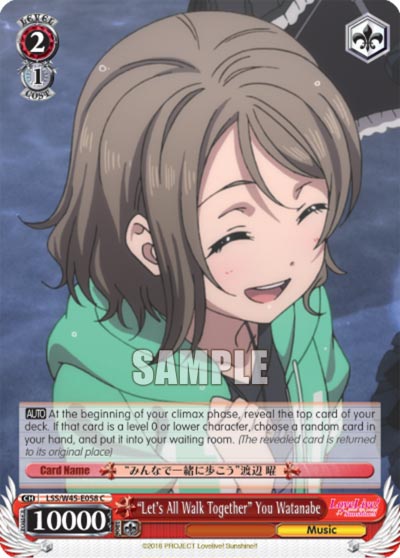 LEVEL
2
1
COST
SAMPLE
AUTO At the beginning of your climax phase, reveal the top card of your
deck. If that card is a level 0 or lower character, choose a random card in
your hand, and put it into your waiting room. (The revealed card is returned
to its original place)
Card Name “みんなで一緒に歩こう”渡辺 曜
CH LSS/W45-E058 C
10000
“Let's All Walk Together” You Watanabe
LoveLive!
Sunshine!!
Music
©2016 PROJECT Lovelive! Sunshine!!